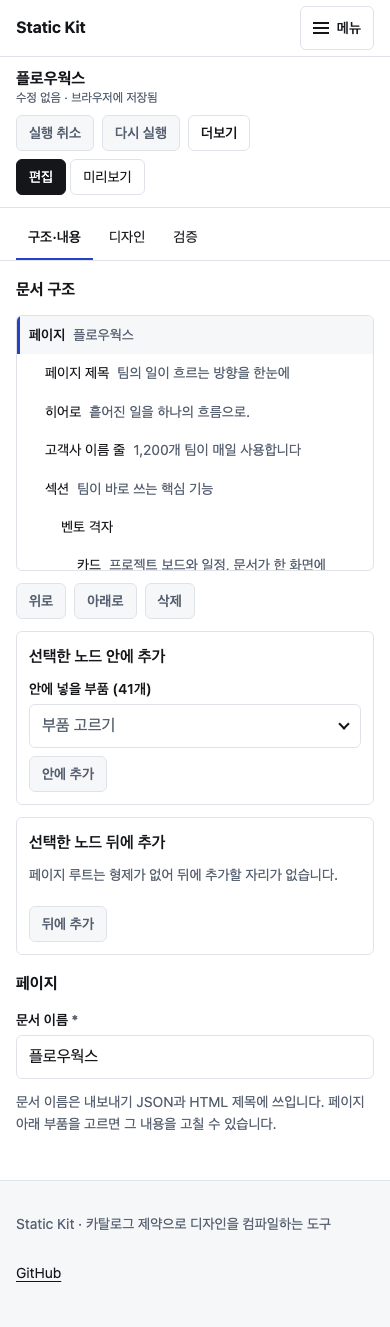 Static Kit
메뉴
플로우웍스
수정 없음 · 브라우저에 저장됨
실행 취소 다시 실행 더보기
편집 미리보기
구조·내용 디자인 검증
문서 구조
페이지 플로우웍스
페이지 제목 팀의 일이 흐르는 방향을 한눈에
히어로 흩어진 일을 하나의 흐름으로.
고객사 이름 줄 1,200개 팀이 매일 사용합니다
섹션 팀이 바로 쓰는 핵심 기능
벤토 격자
카드 프로젝트 보드와 일정, 문서가 한 화면에
위로 아래로 삭제
선택한 노드 안에 추가
안에 넣을 부품 (41개)
부품 고르기
안에 추가
선택한 노드 뒤에 추가
페이지 루트는 형제가 없어 뒤에 추가할 자리가 없습니다.
뒤에 추가
페이지
문서 이름 *
플로우웍스
문서 이름은 내보내기 JSON과 HTML 제목에 쓰입니다. 페이지
아래 부품을 고르면 그 내용을 고칠 수 있습니다.
Static Kit · 카탈로그 제약으로 디자인을 컴파일하는 도구
GitHub